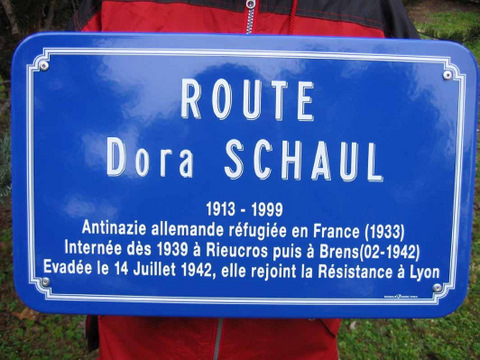 ROUTE
Dora SCHAUL
1913 - 1999
Antinazie allemande réfugiée en France (1933)
Internée dès 1939 à Rieucros puis à Brens(02-1942)
Evadée le 14 Juillet 1942, elle rejoint la Résistance à Lyon